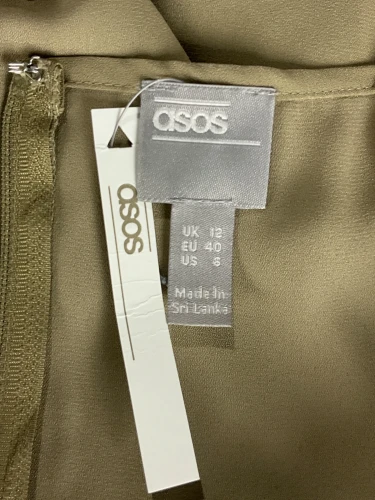 asos
UK 12
EU 40
US 8
Made In
Sri Lanka
asos